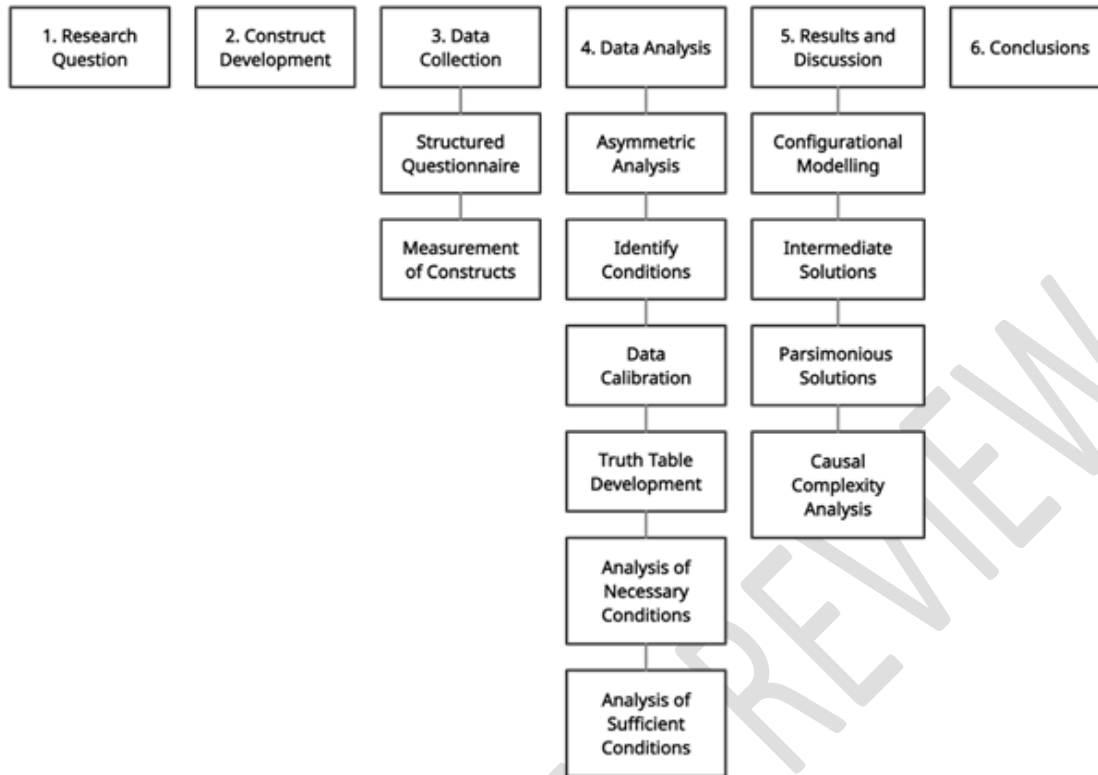 1. Research
Question
2. Construct
Development
3. Data
Collection
4. Data Analysis
5. Results and
Discussion
6. Conclusions
Structured
Questionnaire
Measurement
of Constructs
Asymmetric
Analysis
Identify
Conditions
Data
Calibration
Truth Table
Development
Analysis of
Necessary
Conditions
Analysis of
Sufficient
Conditions
Configurational
Modelling
Intermediate
Solutions
Parsimonious
Solutions
Causal
Complexity
Analysis
REVIEW